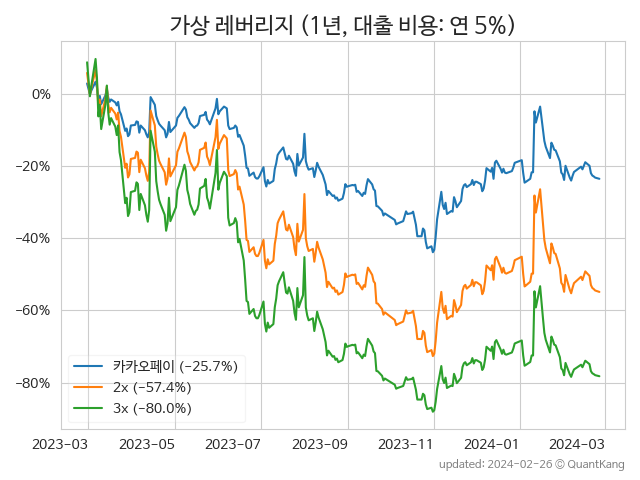 가상 레버리지 (1년, 대출 비용: 연 5%)
0%
−20%
−40%
−60%
−80%
카카오페이 (−25.7%)
2x (−57.4%)
3x (−80.0%)
2023-03 2023-05 2023-07 2023-09 2023-11 2024-01 2024-03
updated: 2024-02-26 © QuantKang